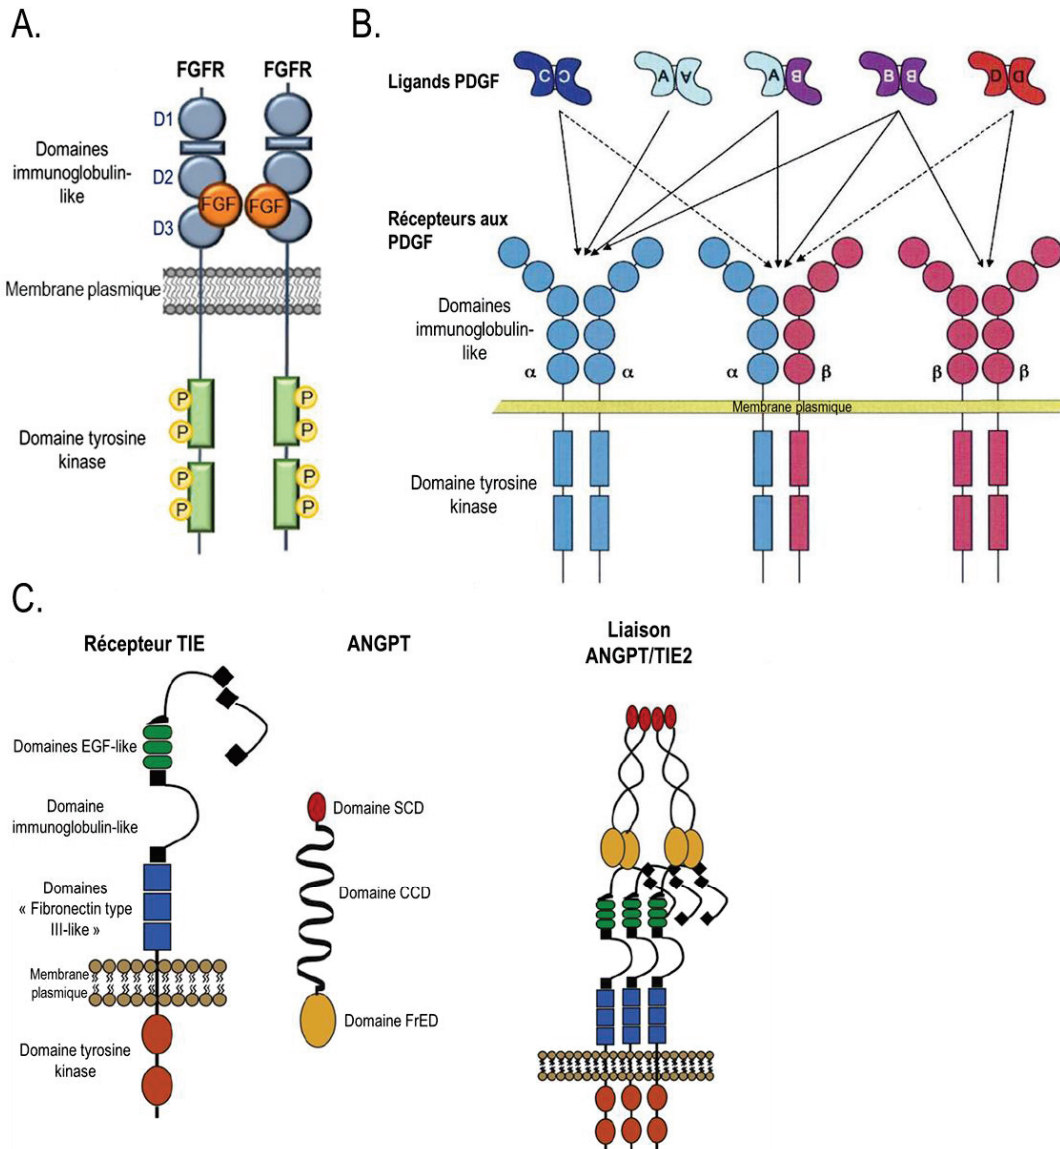 A.
FGFR
FGFR
D1
Domaines
immunoglobulin-
like
D2
FGF
FGF
D3
Membrane plasmique
P
P
P
P
Domaine tyrosine
kinase
P
P
P
P
B.
Ligands PDGF
C C
A A
A B
B B
D D
Récepteurs aux
PDGF
Domaines
immunoglobulin-
like
α
α
α
β
β
β
Membrane plasmique
Domaine tyrosine
kinase
C.
Récepteur TIE
ANGPT
Liaison
ANGPT/TIE2
Domaines EGF-like
Domaine
immunoglobulin-like
Domaines
« Fibronectin type
III-like »
Membrane
plasmique
Domaine tyrosine
kinase
Domaine SCD
Domaine CCD
Domaine FrED